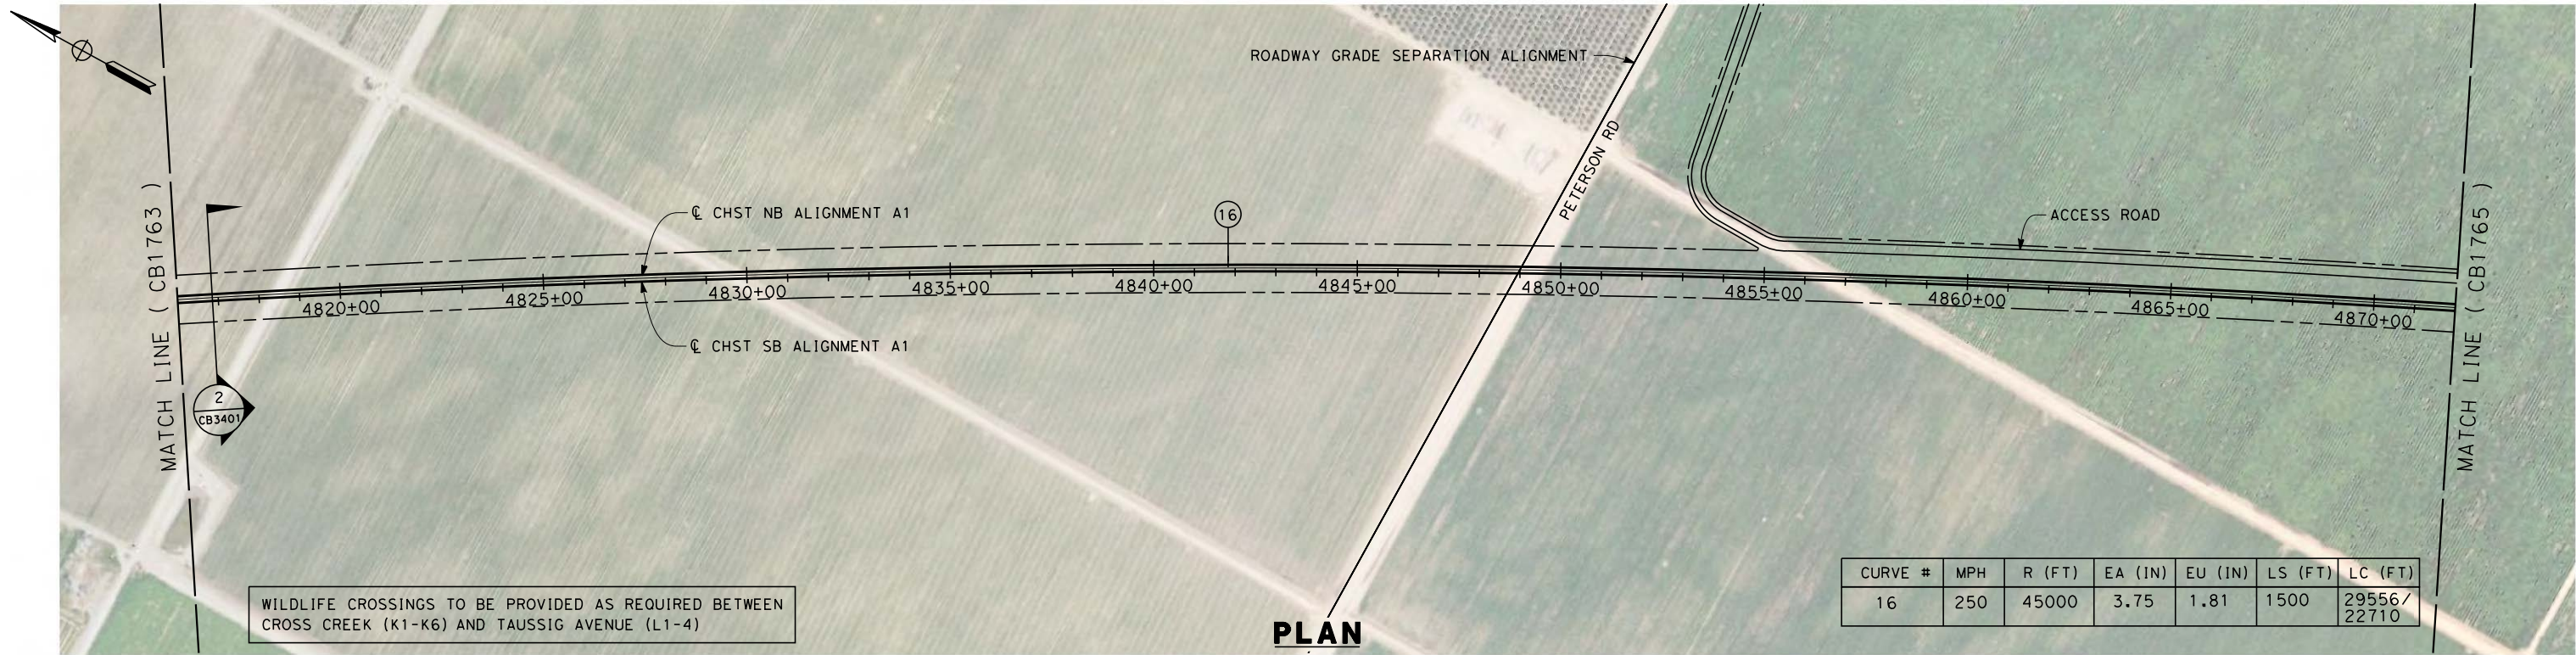 ROADWAY GRADE SEPARATION ALIGNMENT
PETERSON RD
MATCH LINE ( CB1763 )
℄ CHST NB ALIGNMENT A1
16
ACCESS ROAD
MATCH LINE ( CB1765 )
4820+00 4825+00 4830+00 4835+00 4840+00 4845+00 4850+00 4855+00 4860+00 4865+00 4870+00
℄ CHST SB ALIGNMENT A1
2
CB3401
WILDLIFE CROSSINGS TO BE PROVIDED AS REQUIRED BETWEEN
CROSS CREEK (K1-K6) AND TAUSSIG AVENUE (L1-4)
PLAN
CURVE # MPH R (FT) EA (IN) EU (IN) LS (FT) LC (FT)
16 250 45000 3.75 1.81 1500 29556/
22710